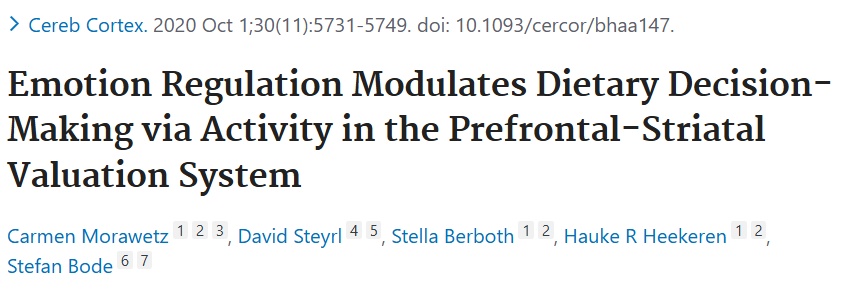 > Cereb Cortex. 2020 Oct 1;30(11):5731-5749. doi: 10.1093/cercor/bhaa147.
Emotion Regulation Modulates Dietary Decision-
Making via Activity in the Prefrontal-Striatal
Valuation System
Carmen Morawetz 1 2 3, David Steyrl 4 5, Stella Berboth 1 2, Hauke R Heekeren 1 2,
Stefan Bode 6 7